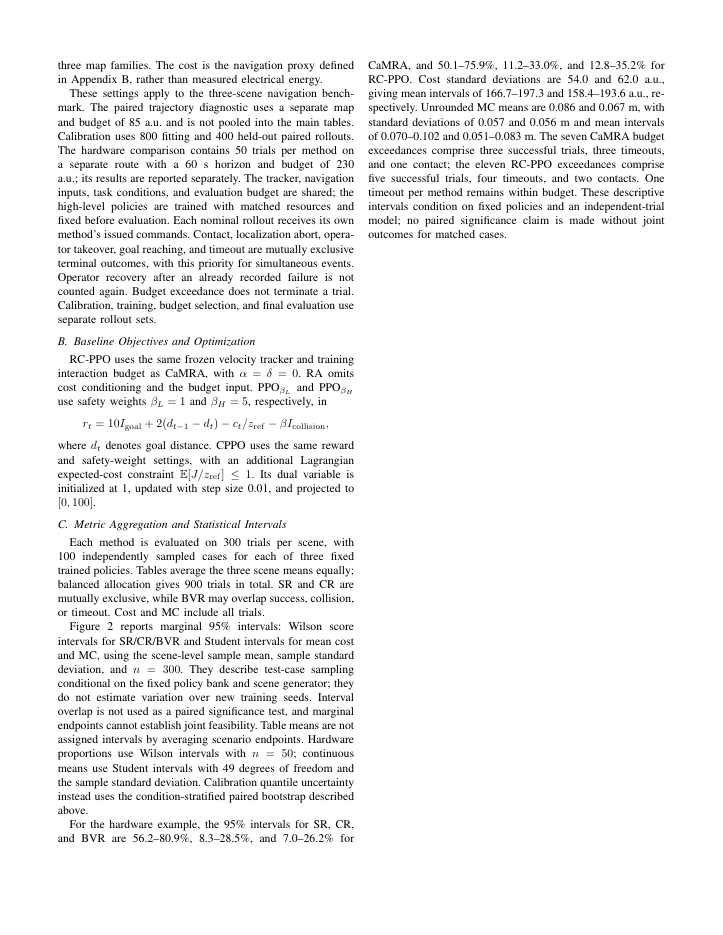 three map families. The cost is the navigation proxy defined
in Appendix B, rather than measured electrical energy.
These settings apply to the three-scene navigation bench-
mark. The paired trajectory diagnostic uses a separate map
and budget of 85 a.u. and is not pooled into the main tables.
Calibration uses 800 fitting and 400 held-out paired rollouts.
The hardware comparison contains 50 trials per method on
a separate route with a 60 s horizon and budget of 230
a.u.; its results are reported separately. The tracker, navigation
inputs, task conditions, and evaluation budget are shared; the
high-level policies are trained with matched resources and
fixed before evaluation. Each nominal rollout receives its own
method's issued commands. Contact, localization abort, opera-
tor takeover, goal reaching, and timeout are mutually exclusive
terminal outcomes, with this priority for simultaneous events.
Operator recovery after an already recorded failure is not
counted again. Budget exceedance does not terminate a trial.
Calibration, training, budget selection, and final evaluation use
separate rollout sets.
B. Baseline Objectives and Optimization
RC-PPO uses the same frozen velocity tracker and training
interaction budget as CaMRA, with α = δ = 0. RA omits
cost conditioning and the budget input. PPO_{β_L} and PPO_{β_H}
use safety weights β_L = 1 and β_H = 5, respectively, in
r_t = 10I_{goal} + 2(d_{t−1} − d_t) − c_t/z_{ref} − βI_{collision},
where d_t denotes goal distance. CPPO uses the same reward
and safety-weight settings, with an additional Lagrangian
expected-cost constraint 𝔼[J/z_{ref}] ≤ 1. Its dual variable is
initialized at 1, updated with step size 0.01, and projected to
[0, 100].
C. Metric Aggregation and Statistical Intervals
Each method is evaluated on 300 trials per scene, with
100 independently sampled cases for each of three fixed
trained policies. Tables average the three scene means equally;
balanced allocation gives 900 trials in total. SR and CR are
mutually exclusive, while BVR may overlap success, collision,
or timeout. Cost and MC include all trials.
Figure 2 reports marginal 95% intervals: Wilson score
intervals for SR/CR/BVR and Student intervals for mean cost
and MC, using the scene-level sample mean, sample standard
deviation, and n = 300. They describe test-case sampling
conditional on the fixed policy bank and scene generator; they
do not estimate variation over new training seeds. Interval
overlap is not used as a paired significance test, and marginal
endpoints cannot establish joint feasibility. Table means are not
assigned intervals by averaging scenario endpoints. Hardware
proportions use Wilson intervals with n = 50; continuous
means use Student intervals with 49 degrees of freedom and
the sample standard deviation. Calibration quantile uncertainty
instead uses the condition-stratified paired bootstrap described
above.
For the hardware example, the 95% intervals for SR, CR,
and BVR are 56.2–80.9%, 8.3–28.5%, and 7.0–26.2% for
CaMRA, and 50.1–75.9%, 11.2–33.0%, and 12.8–35.2% for
RC-PPO. Cost standard deviations are 54.0 and 62.0 a.u.,
giving mean intervals of 166.7–197.3 and 158.4–193.6 a.u., re-
spectively. Unrounded MC means are 0.086 and 0.067 m, with
standard deviations of 0.057 and 0.056 m and mean intervals
of 0.070–0.102 and 0.051–0.083 m. The seven CaMRA budget
exceedances comprise three successful trials, three timeouts,
and one contact; the eleven RC-PPO exceedances comprise
five successful trials, four timeouts, and two contacts. One
timeout per method remains within budget. These descriptive
intervals condition on fixed policies and an independent-trial
model; no paired significance claim is made without joint
outcomes for matched cases.